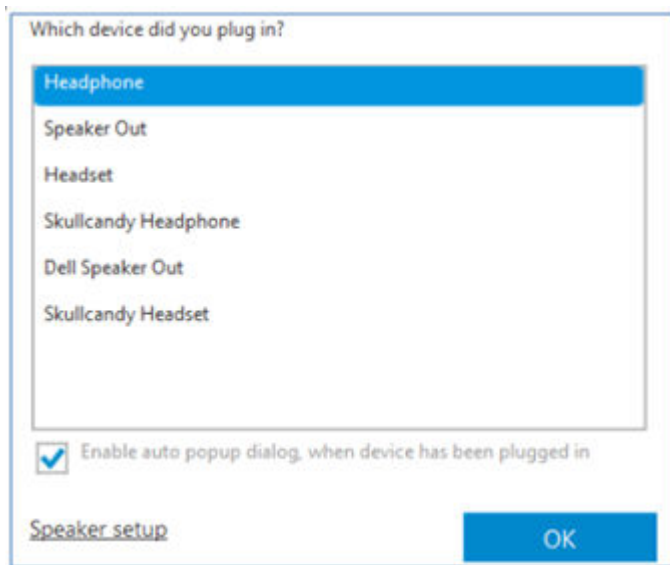 Which device did you plug in?
Headphone
Speaker Out
Headset
Skullcandy Headphone
Dell Speaker Out
Skullcandy Headset
Enable auto popup dialog, when device has been plugged in
Speaker setup
OK